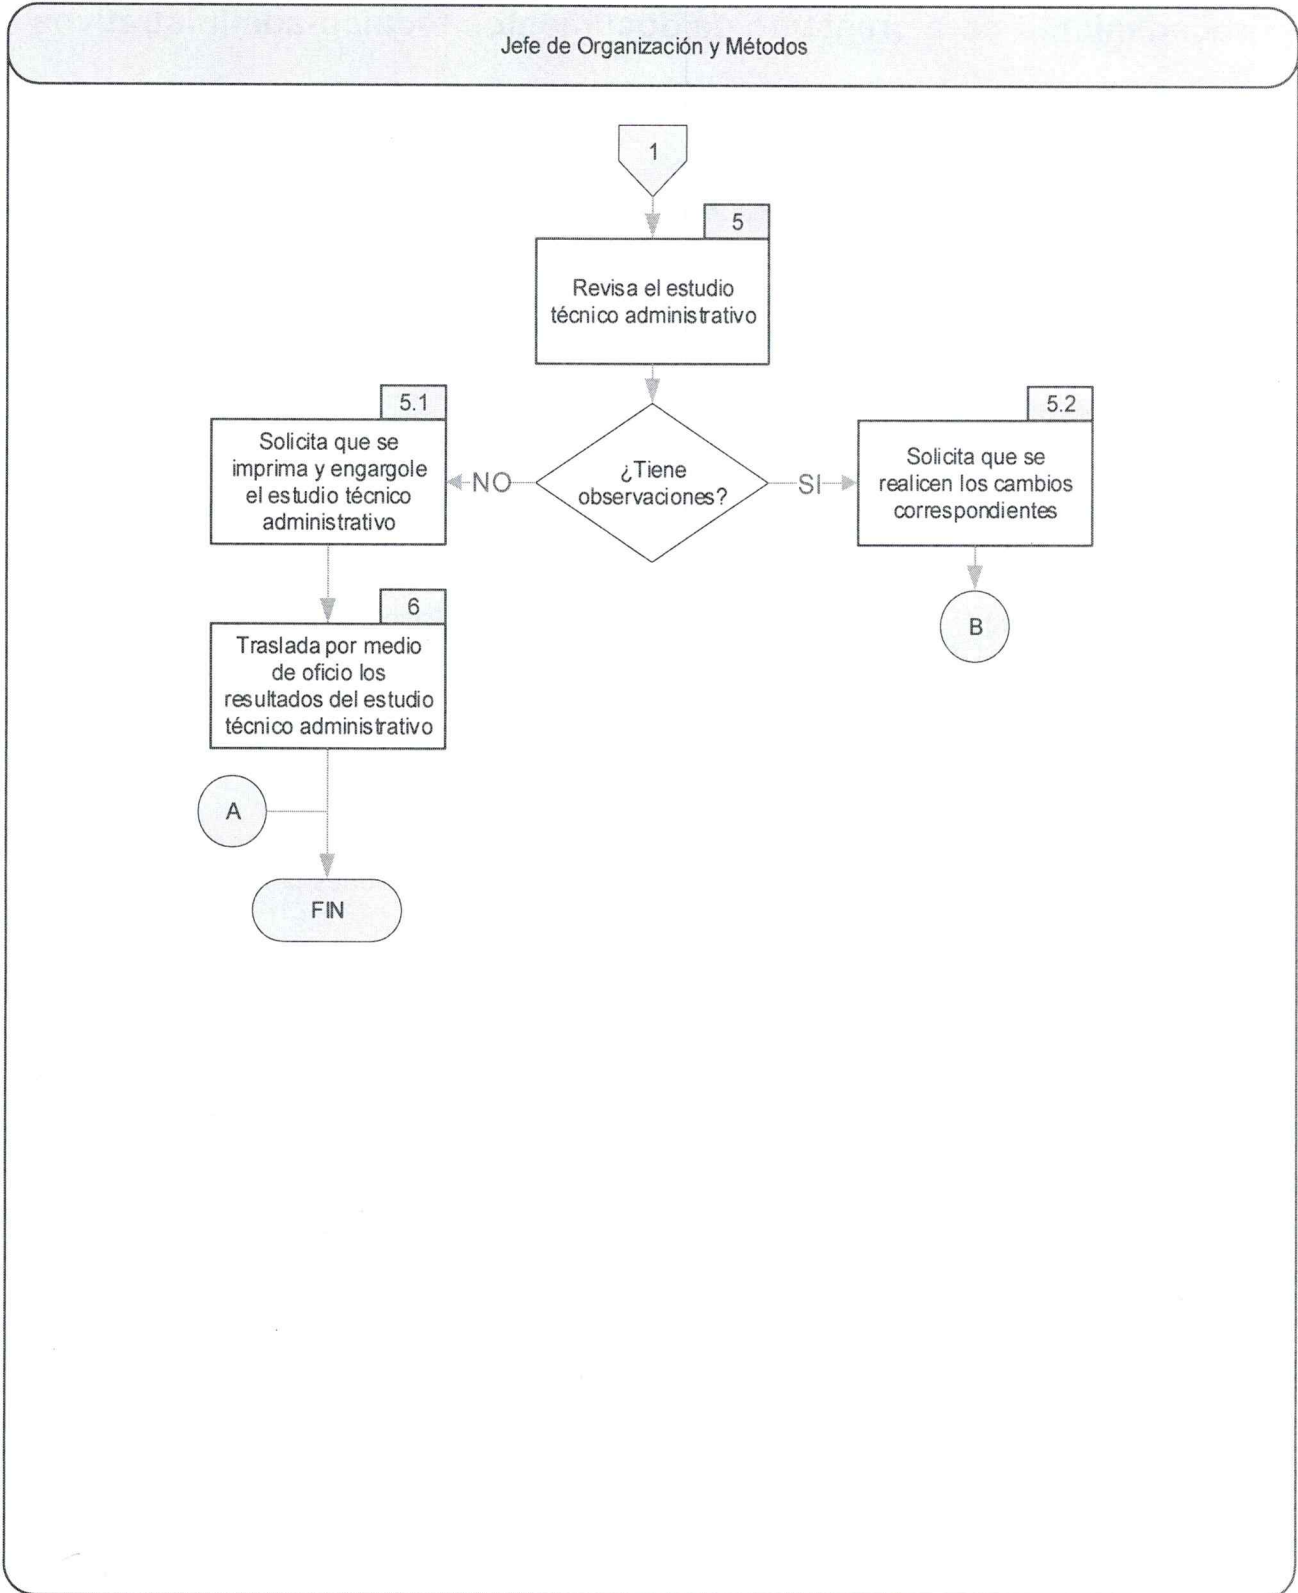 Jefe de Organización y Métodos
1
5
Revisa el estudio
técnico administrativo
¿Tiene
observaciones?
NO
SI
5.1
Solicita que se
imprima y engargole
el estudio técnico
administrativo
5.2
Solicita que se
realicen los cambios
correspondientes
B
6
Traslada por medio
de oficio los
resultados del estudio
técnico administrativo
A
FIN